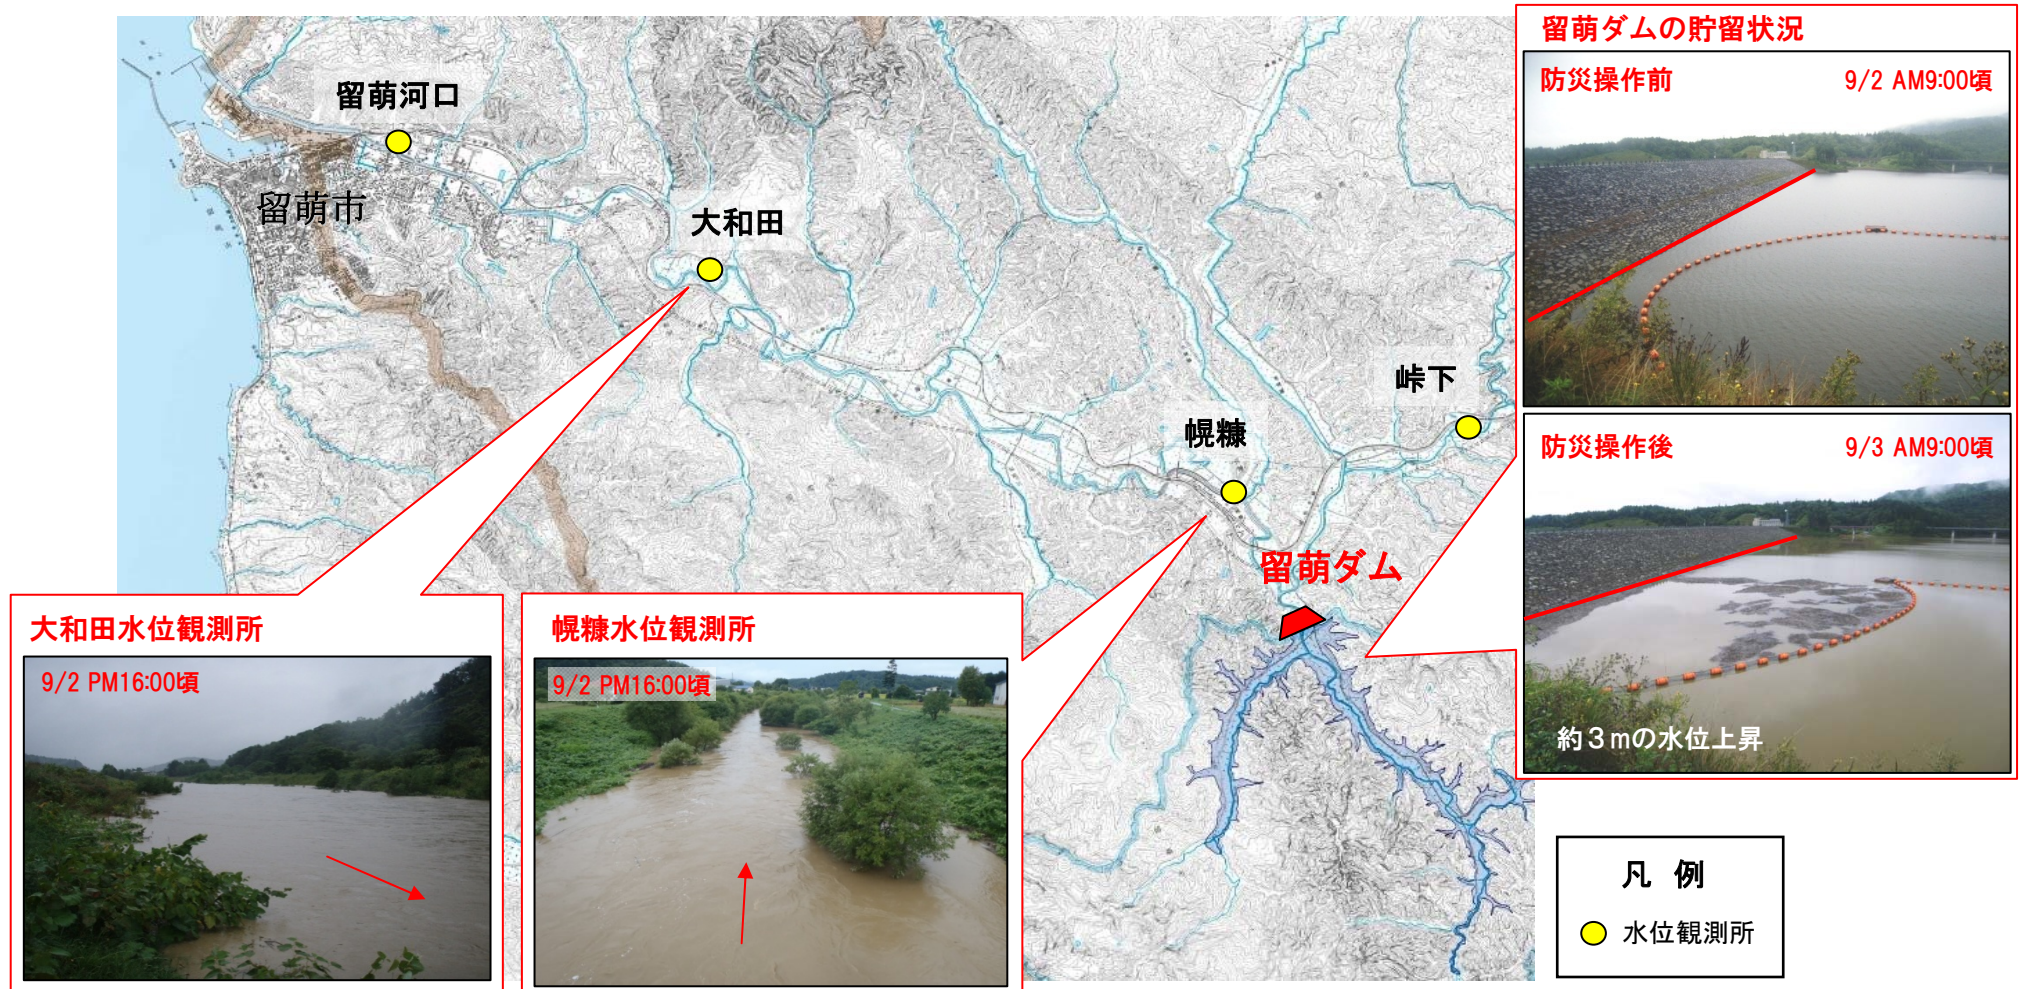 留萌河口
留萌市
大和田
幌糠
峠下
留萌ダム
留萌ダムの貯留状況
防災操作前 9/2 AM9:00頃
防災操作後 9/3 AM9:00頃
約3mの水位上昇
大和田水位観測所
9/2 PM16:00頃
幌糠水位観測所
9/2 PM16:00頃
凡 例
水位観測所